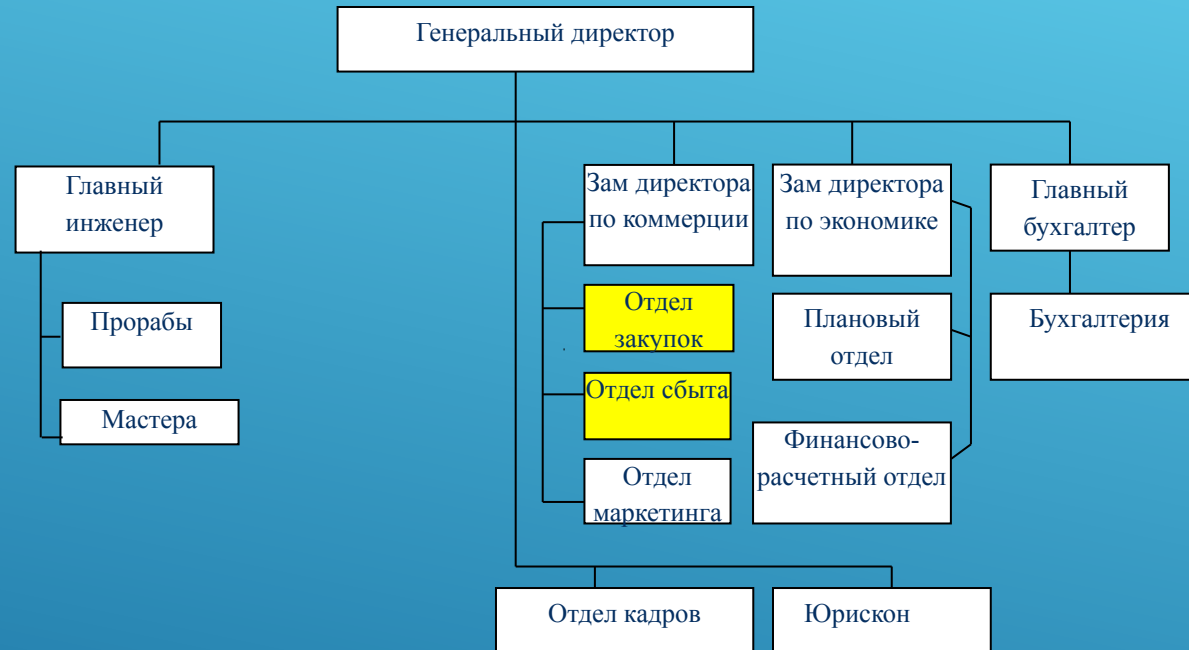 Генеральный директор
Главный
инженер
Зам директора
по коммерции
Зам директора
по экономике
Главный
бухгалтер
Прорабы
Мастера
Отдел
закупок
Отдел сбыта
Отдел
маркетинга
Плановый
отдел
Финансово-
расчетный отдел
Бухгалтерия
Отдел кадров
Юрискон